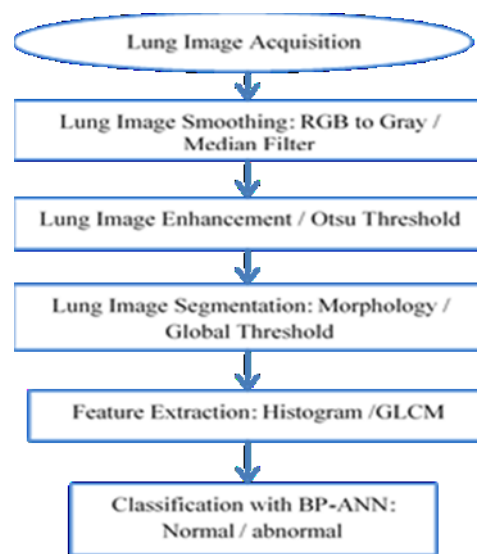 Lung Image Acquisition
Lung Image Smoothing: RGB to Gray /
Median Filter
Lung Image Enhancement / Otsu Threshold
Lung Image Segmentation: Morphology /
Global Threshold
Feature Extraction: Histogram /GLCM
Classification with BP-ANN:
Normal / abnormal